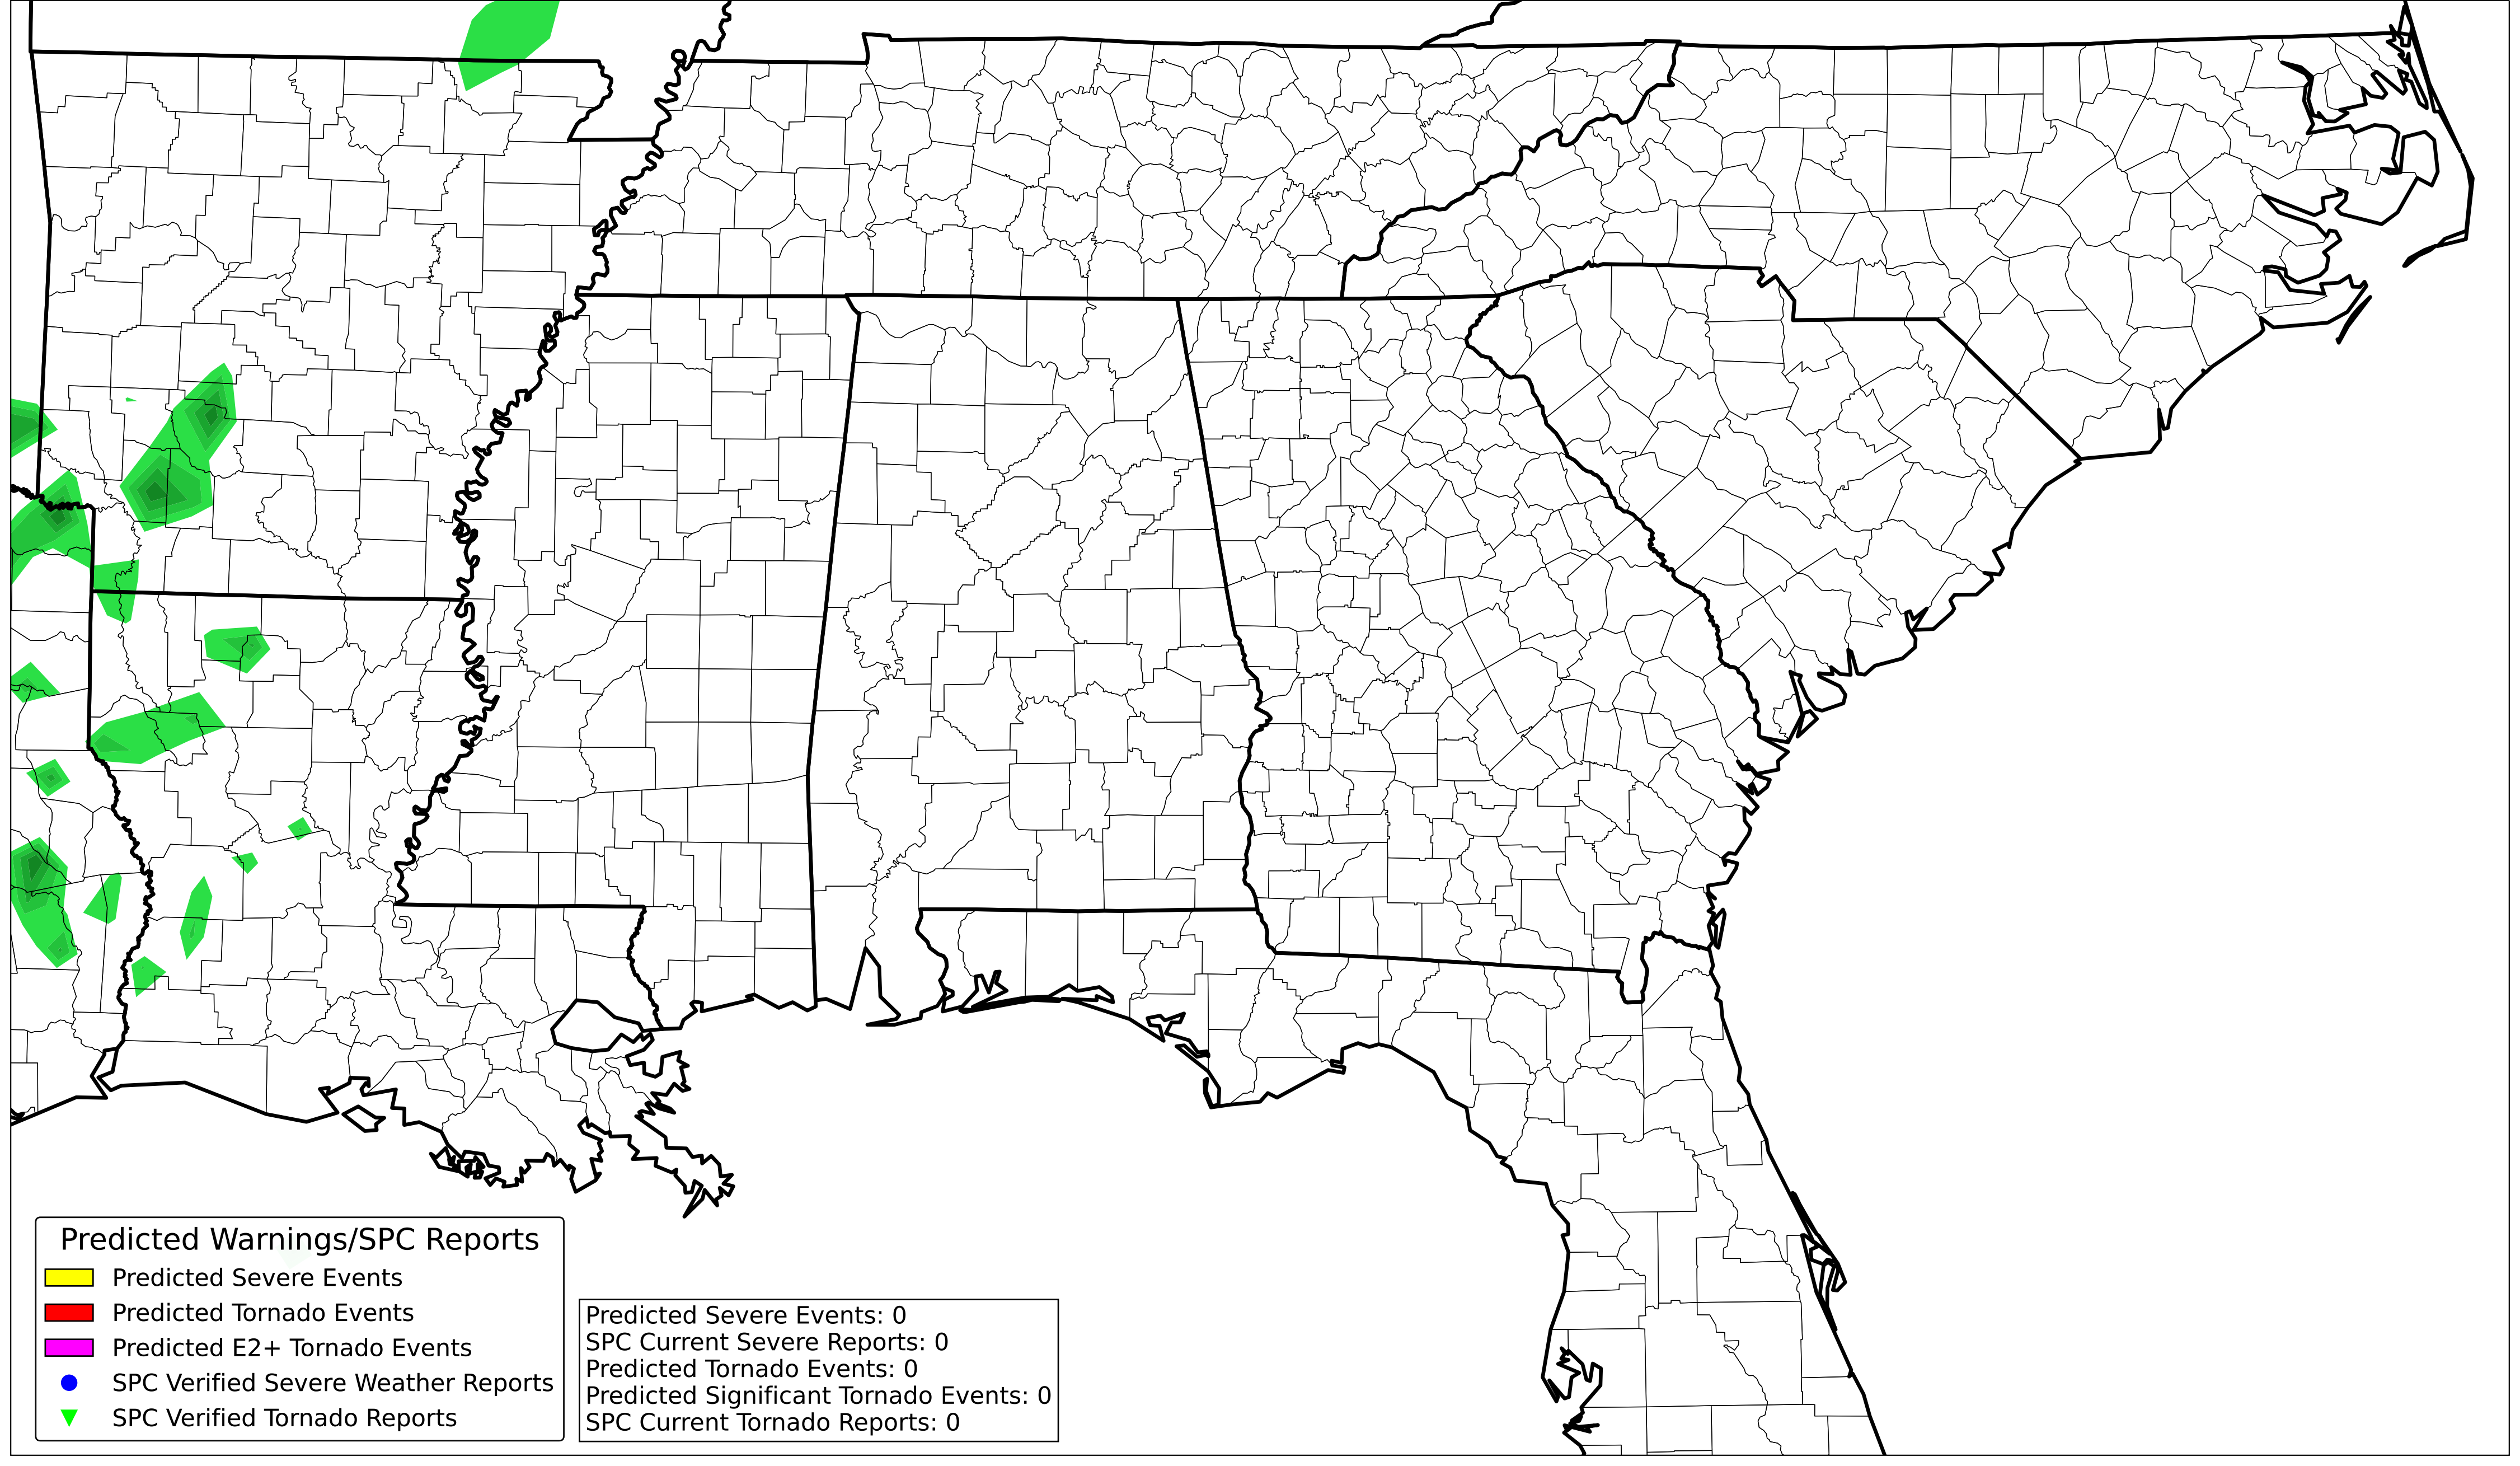 Predicted Warnings/SPC Reports
Predicted Severe Events
Predicted Tornado Events
Predicted E2+ Tornado Events
SPC Verified Severe Weather Reports
SPC Verified Tornado Reports
Predicted Severe Events: 0
SPC Current Severe Reports: 0
Predicted Tornado Events: 0
Predicted Significant Tornado Events: 0
SPC Current Tornado Reports: 0